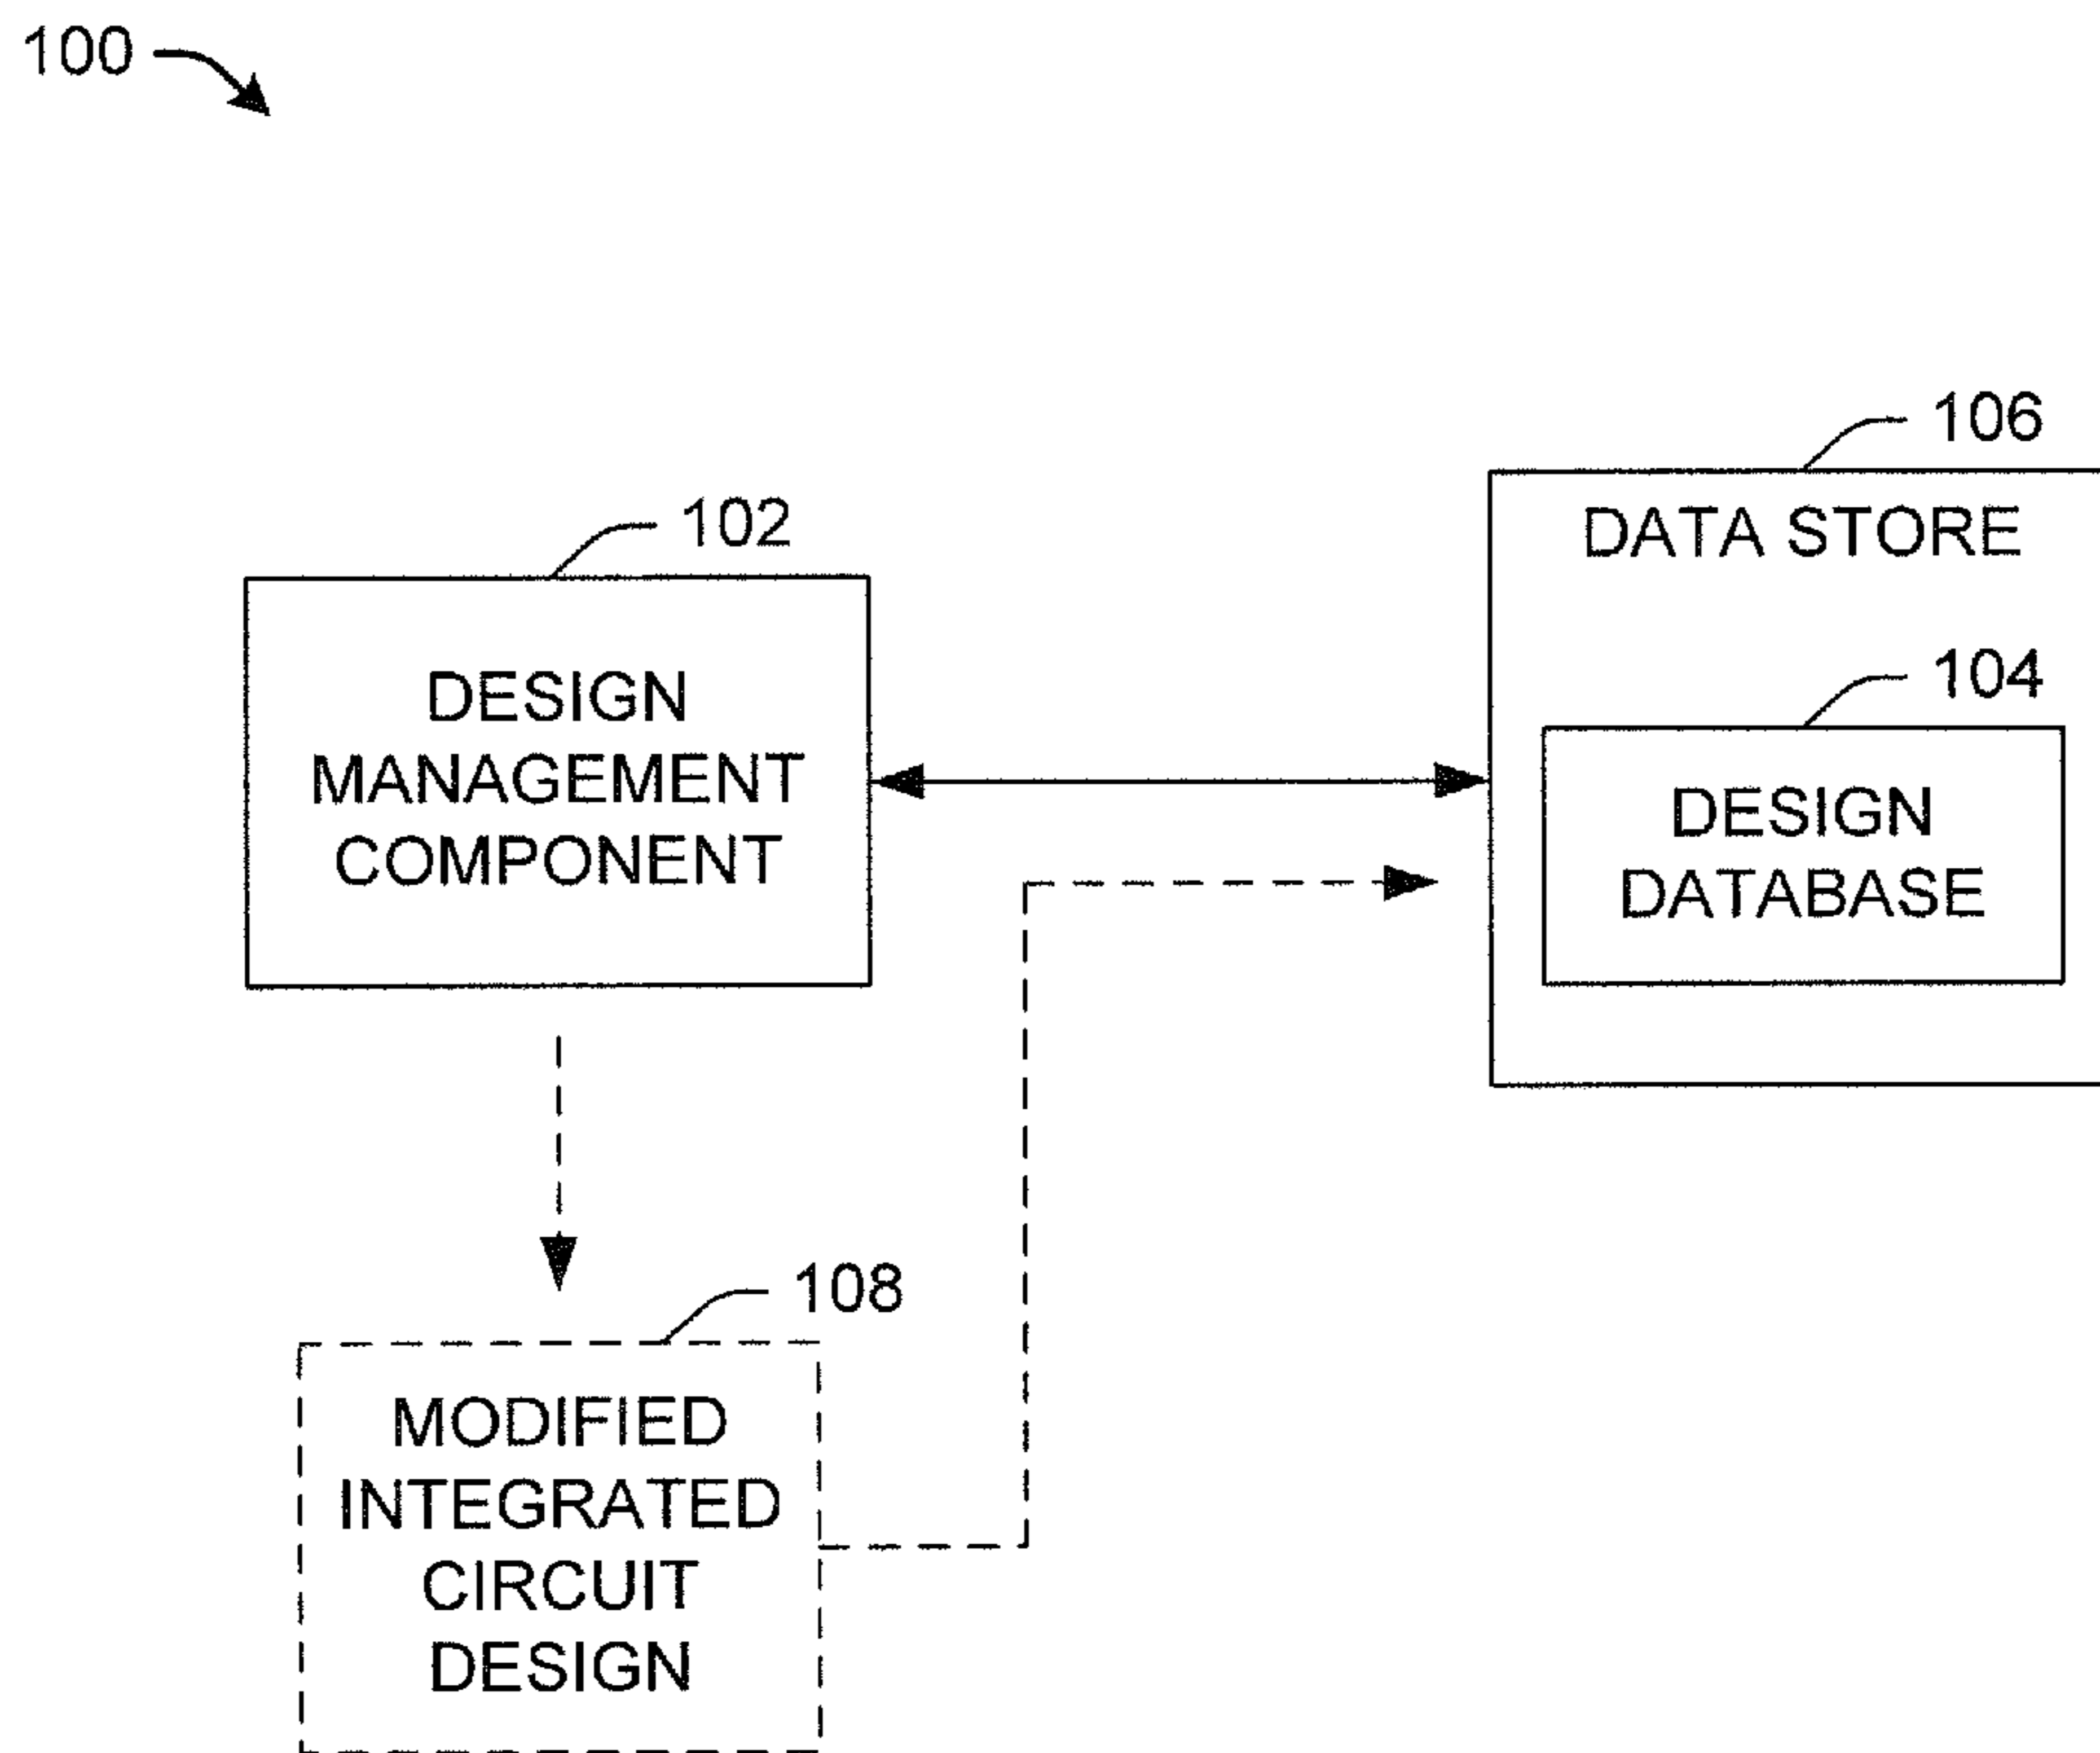 100
106
DATA STORE
102
104
DESIGN
MANAGEMENT
COMPONENT
DESIGN
DATABASE
108
MODIFIED
INTEGRATED
CIRCUIT
DESIGN